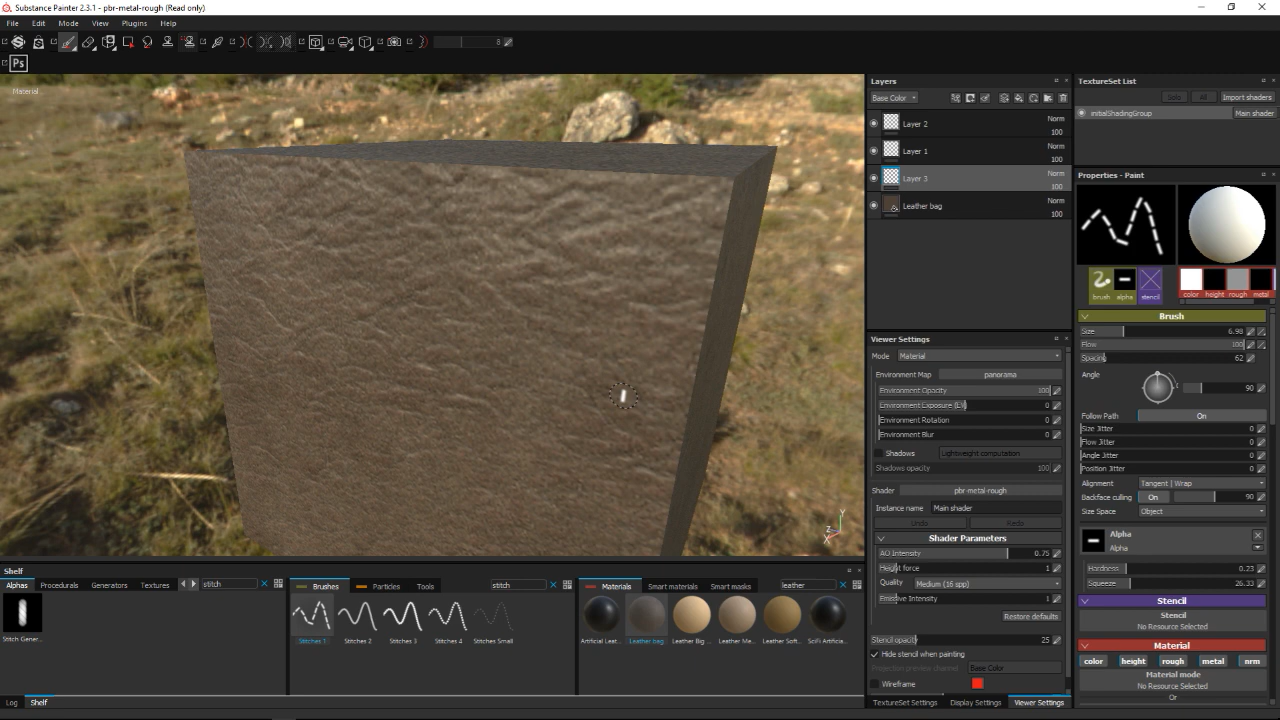 Substance Painter 2.3.1 - pbr-metal-rough (Read only)
File Edit Mode View Plugins Help
8
Ps
Material
Y
Z
X
Layers
Base Color
Layer 2 Norm 100
Layer 1 Norm 100
Layer 3 Norm 100
Leather bag Norm 100
Viewer Settings
Mode Material
Environment Map panorama
Environment Opacity 100
Environment Exposure (EV) 0
Environment Rotation 0
Environment Blur 0
Shadows Lightweight computation
Shadows opacity 100
Shader pbr-metal-rough
Instance name Main shader
Undo Redo
Shader Parameters
AO Intensity 0.75
Height force 1
Quality Medium (16 spp)
Emissive Intensity 1
Restore defaults
Stencil opacity 25
Hide stencil when painting
Projection preview channel Base Color
Wireframe
TextureSet Settings Display Settings Viewer Settings
TextureSet List
Solo All Import shaders
initialShadingGroup Main shader
Properties - Paint
brush alpha stencil color height rough metal
Brush
Size 6.98
Flow 100
Spacing 62
Angle 90
Follow Path On
Size Jitter 0
Flow Jitter 0
Angle Jitter 0
Position Jitter 0
Alignment Tangent | Wrap
Backface culling On 90
Size Space Object
Alpha
Alpha
Hardness 0.23
Squeeze 26.33
Stencil
Stencil
No Resource Selected
Material
color height rough metal nrm
Material mode
No Resource Selected
Or
Shelf
Alphas Procedurals Generators Textures stitch
Stitch Gener...
Brushes Particles Tools stitch
Stitches 1 Stitches 2 Stitches 3 Stitches 4 Stitches Small
Materials Smart materials Smart masks leather
Artificial Leat... Leather bag Leather Big ... Leather Me... Leather Soft... SciFi Artificia...
Log Shelf